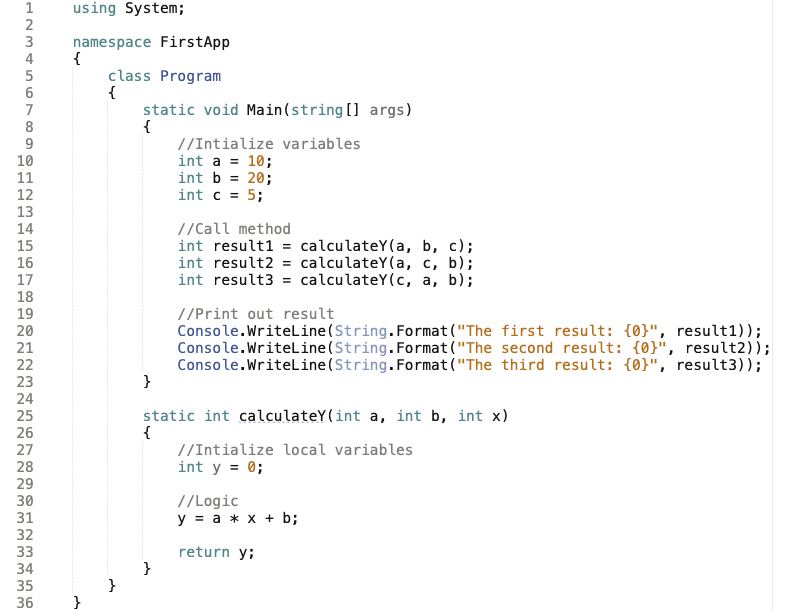 1 using System;
2
3 namespace FirstApp
4 {
5 class Program
6 {
7 static void Main(string[] args)
8 {
9 //Intialize variables
10 int a = 10;
11 int b = 20;
12 int c = 5;
13
14 //Call method
15 int result1 = calculateY(a, b, c);
16 int result2 = calculateY(a, c, b);
17 int result3 = calculateY(c, a, b);
18
19 //Print out result
20 Console.WriteLine(String.Format("The first result: {0}", result1));
21 Console.WriteLine(String.Format("The second result: {0}", result2));
22 Console.WriteLine(String.Format("The third result: {0}", result3));
23 }
24
25 static int calculateY(int a, int b, int x)
26 {
27 //Intialize local variables
28 int y = 0;
29
30 //Logic
31 y = a * x + b;
32
33 return y;
34 }
35 }
36 }